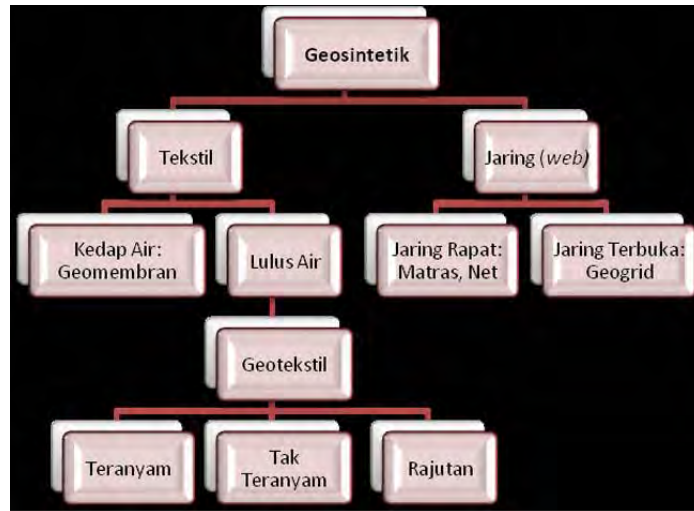 Geosintetik
Tekstil
Jaring (web)
Kedap Air:
Geomembran
Lulus Air
Jaring Rapat:
Matras, Net
Jaring Terbuka:
Geogrid
Geotekstil
Teranyam
Tak
Teranyam
Rajutan